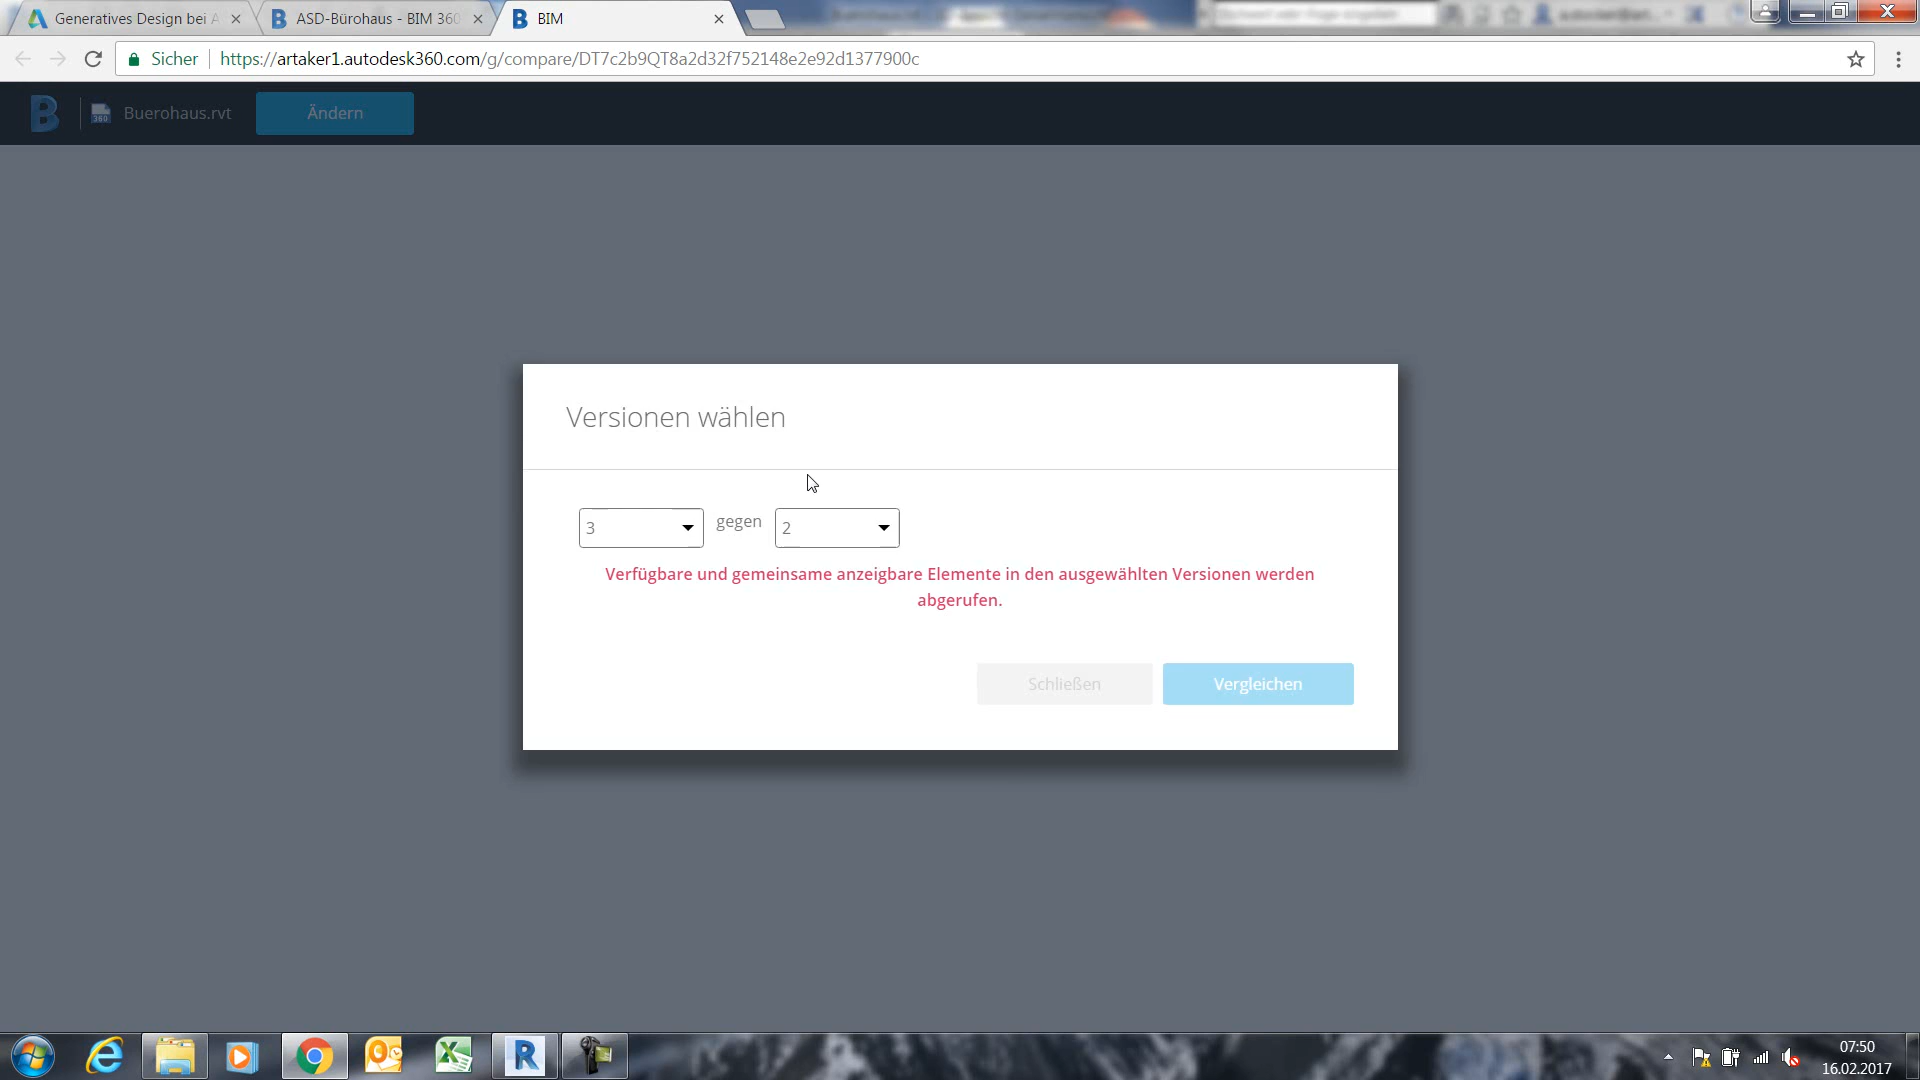 Generatives Design bei A
ASD-Bürohaus - BIM 360
BIM
Sicher
https://artaker1.autodesk360.com/g/compare/DT7c2b9QT8a2d32f752148e2e92d1377900c
360
Buerohaus.rvt
Ändern
Versionen wählen
3 gegen 2
Verfügbare und gemeinsame anzeigbare Elemente in den ausgewählten Versionen werden
abgerufen.
Schließen
Vergleichen
07:50
16.02.2017